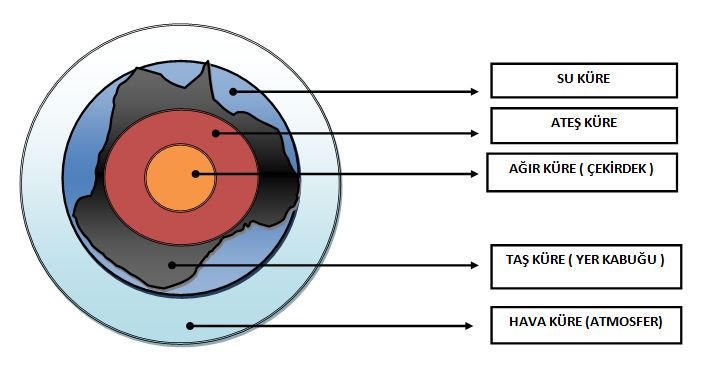 SU KÜRE
ATEŞ KÜRE
AĞIR KÜRE ( ÇEKİRDEK )
TAŞ KÜRE ( YER KABUĞU )
HAVA KÜRE (ATMOSFER)